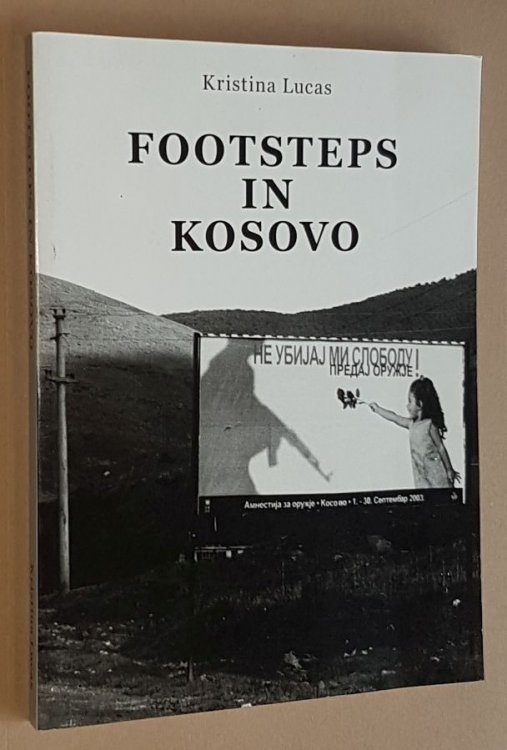 Kristina Lucas
FOOTSTEPS
IN
KOSOVO
НЕ УБИЈАЈ МИ СЛОБОДУ!
ПРЕДАЈ ОРУЖЈЕ
Амнестија за оружје • Косово • 1. - 30. Септембар 2003.